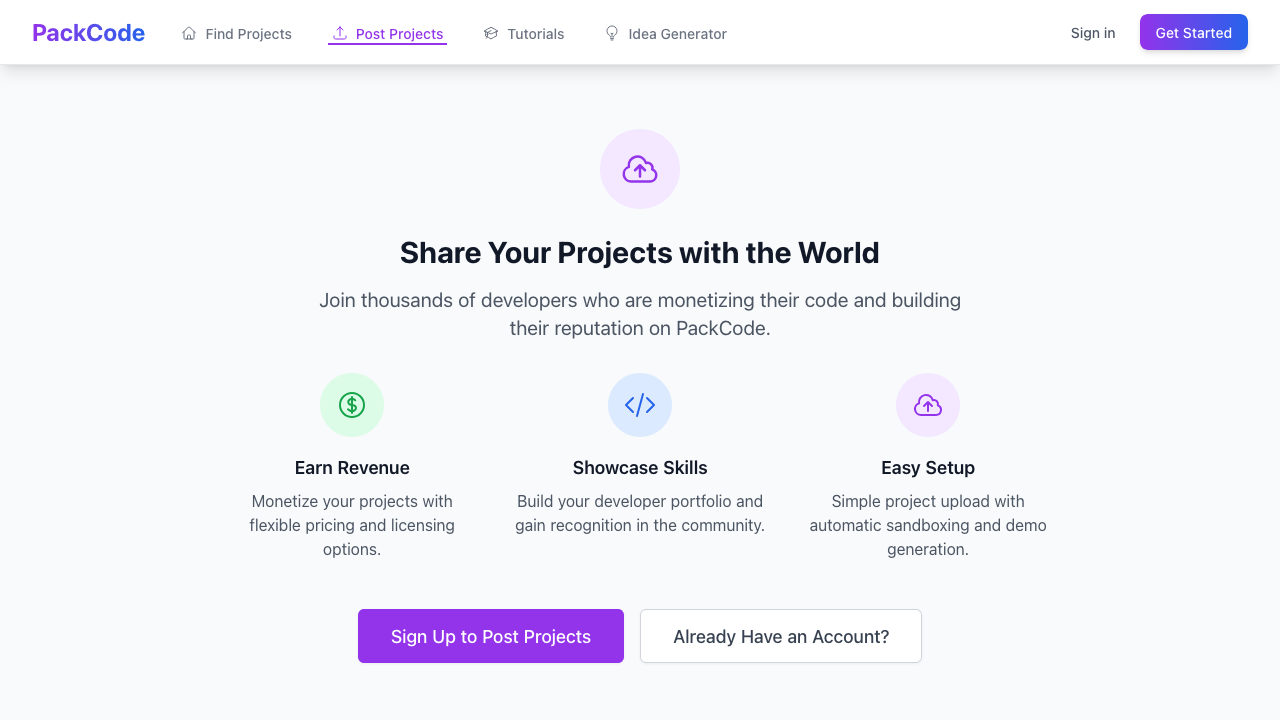 PackCode
Find Projects
Post Projects
Tutorials
Idea Generator
Sign in
Get Started
Share Your Projects with the World
Join thousands of developers who are monetizing their code and building
their reputation on PackCode.
Earn Revenue
Monetize your projects with
flexible pricing and licensing
options.
Showcase Skills
Build your developer portfolio and
gain recognition in the community.
Easy Setup
Simple project upload with
automatic sandboxing and demo
generation.
Sign Up to Post Projects
Already Have an Account?